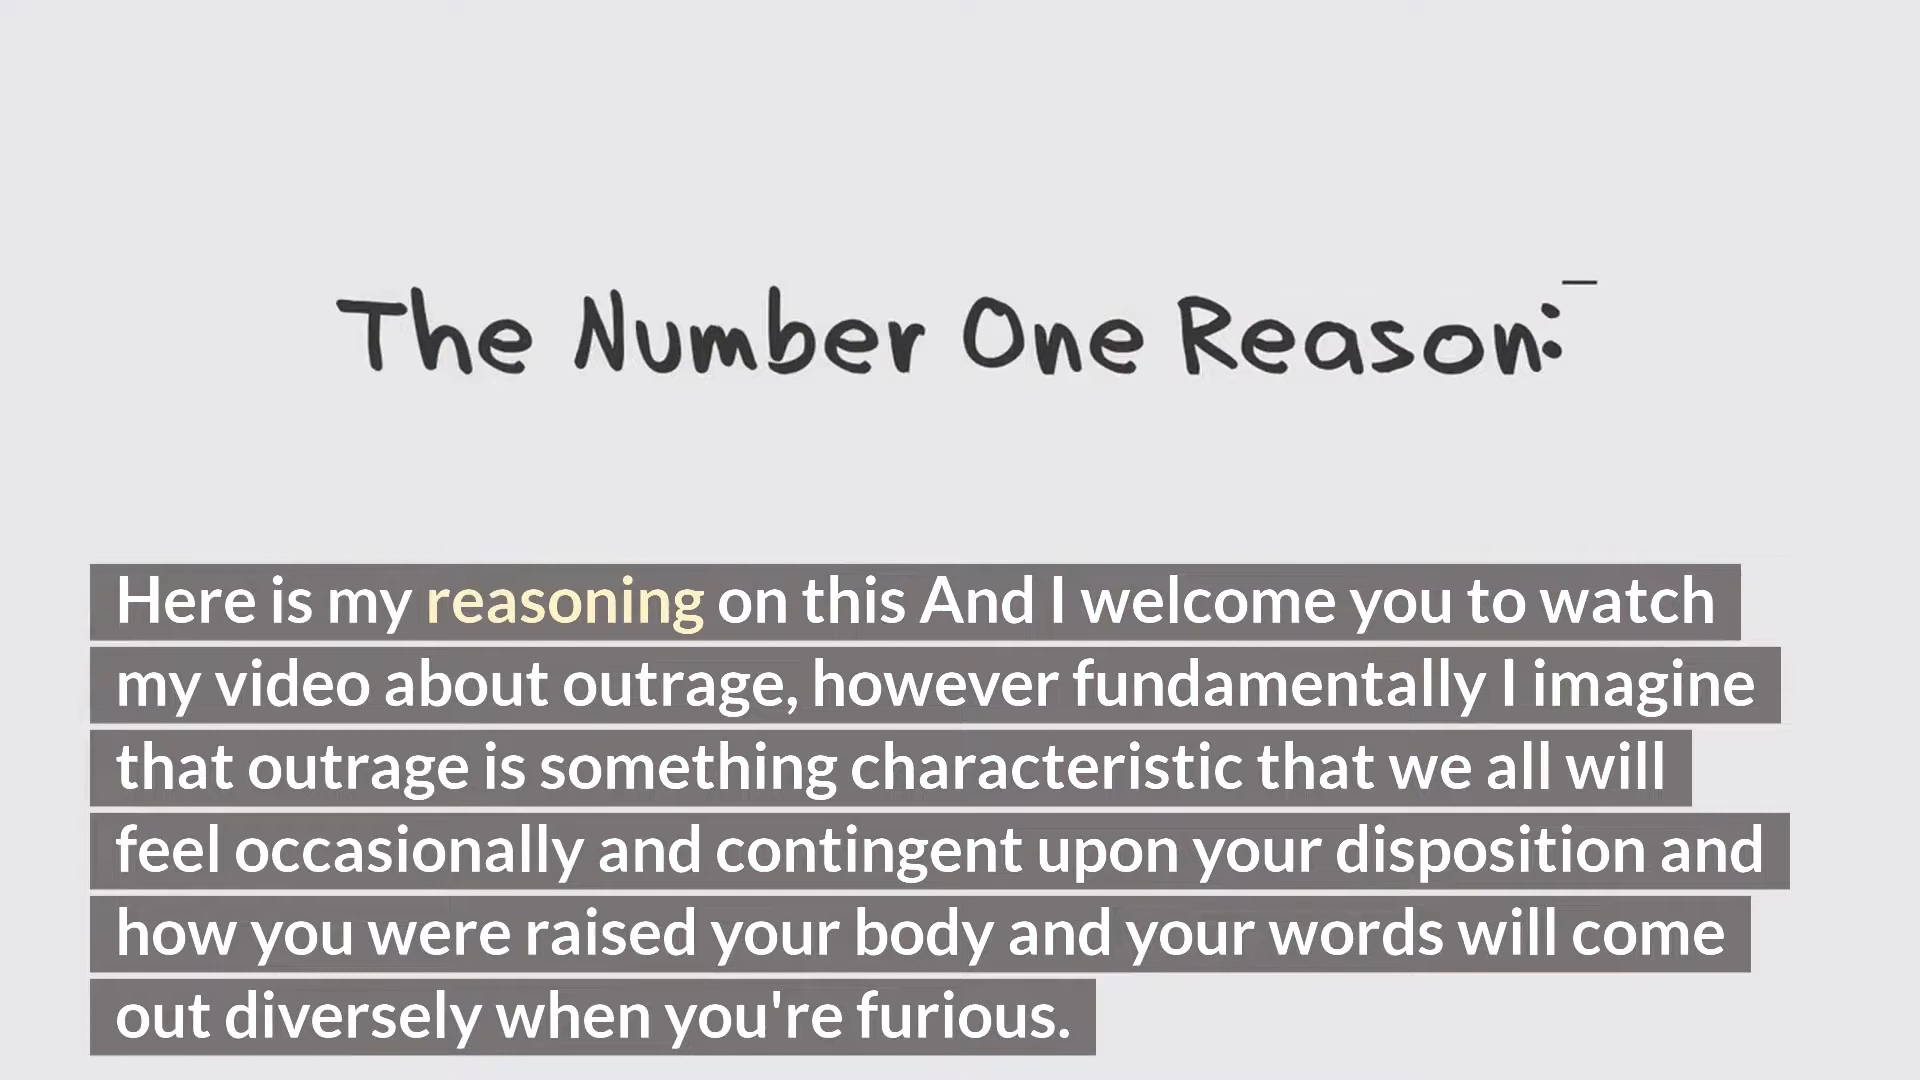 The Number One Reason:
Here is my reasoning on this And I welcome you to watch
my video about outrage, however fundamentally I imagine
that outrage is something characteristic that we all will
feel occasionally and contingent upon your disposition and
how you were raised your body and your words will come
out diversely when you're furious.